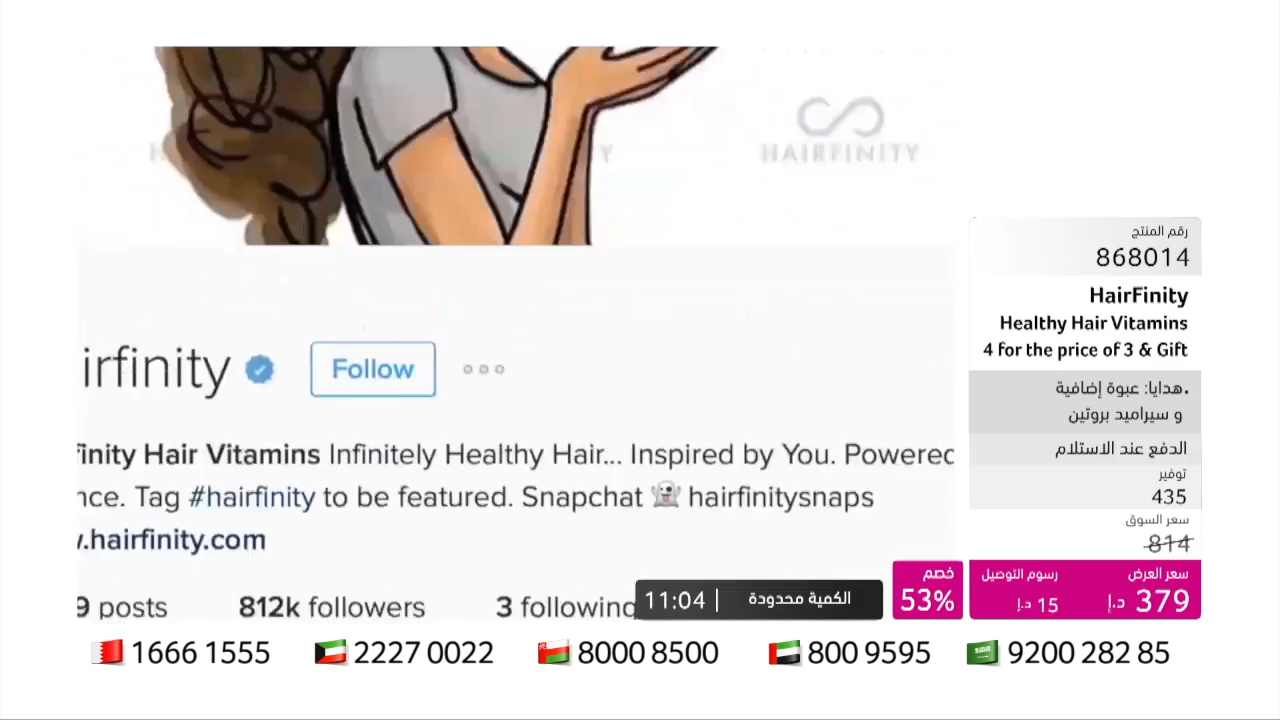 HAIRFINITY
irfinity
Follow
finity Hair Vitamins Infinitely Healthy Hair... Inspired by You. Powered
nce. Tag #hairfinity to be featured. Snapchat 👻 hairfinitysnaps
.hairfinity.com
9 posts 812k followers 3 following
رقم المنتج
868014
HairFinity
Healthy Hair Vitamins
4 for the price of 3 & Gift
.هدايا: عبوة إضافية
و سيراميد بروتين
الدفع عند الاستلام
توفير
435
سعر السوق
814
سعر العرض
379 د.إ
رسوم التوصيل
15 د.إ
خصم
53%
الكمية محدودة | 11:04
1666 1555 2227 0022 8000 8500 800 9595 9200 282 85